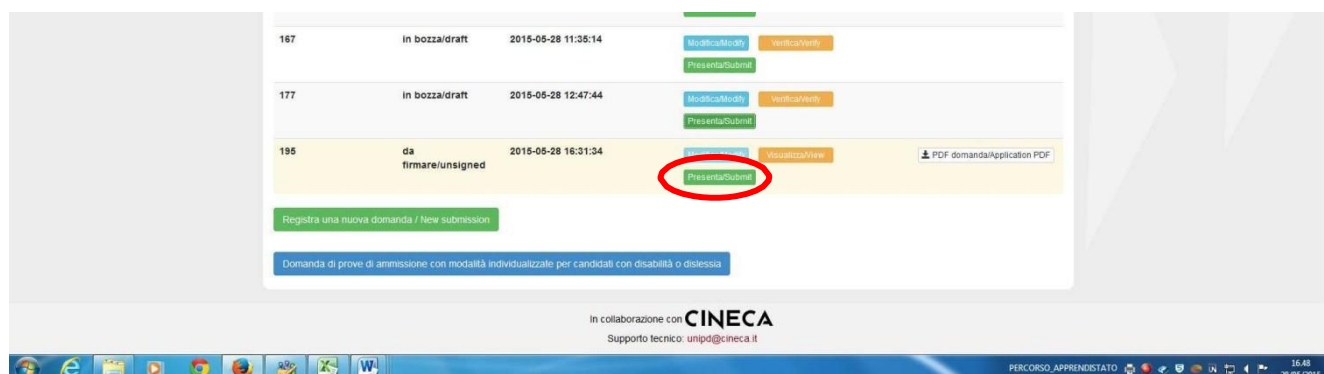 167 in bozza/draft 2015-05-28 11:35:14 Modifica/Modify Verifica/Verify
Presenta/Submit
177 in bozza/draft 2015-05-28 12:47:44 Modifica/Modify Verifica/Verify
Presenta/Submit
195 da firmare/unsigned 2015-05-28 16:31:34 Visualizza/View PDF domanda/Application PDF
Presenta/Submit
Registra una nuova domanda / New submission
Domanda di prove di ammissione con modalità individualizzate per candidati con disabilità o dislessia
In collaborazione con CINECA
Supporto tecnico: unipd@cineca.it
PERCORSO_APPRENDISTATO 16.48